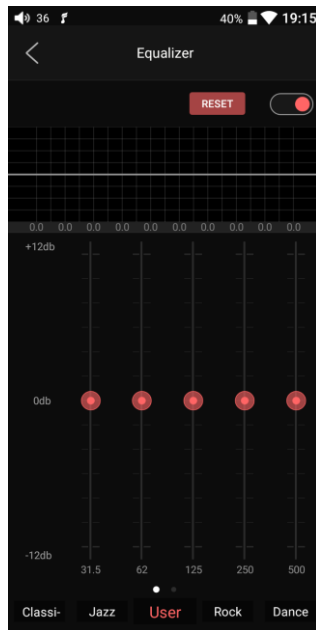 36 40% 19:15
Equalizer
RESET
0.0 0.0 0.0 0.0 0.0 0.0 0.0 0.0 0.0 0.0
+12db
0db
-12db
31.5 62 125 250 500
Classi- Jazz User Rock Dance